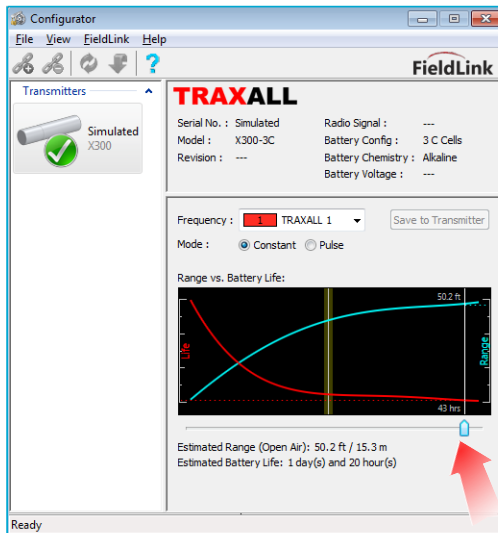 Configurator
File View FieldLink Help
FieldLink
Transmitters
Simulated
X300
TRAXALL
Serial No. : Simulated Radio Signal : ---
Model : X300-3C Battery Config : 3 C Cells
Revision : --- Battery Chemistry : Alkaline
Battery Voltage : ---
Frequency : 1 TRAXALL 1 Save to Transmitter
Mode : Constant Pulse
Range vs. Battery Life:
50.2 ft
Life
Range
43 hrs
Estimated Range (Open Air): 50.2 ft / 15.3 m
Estimated Battery Life: 1 day(s) and 20 hour(s)
Ready